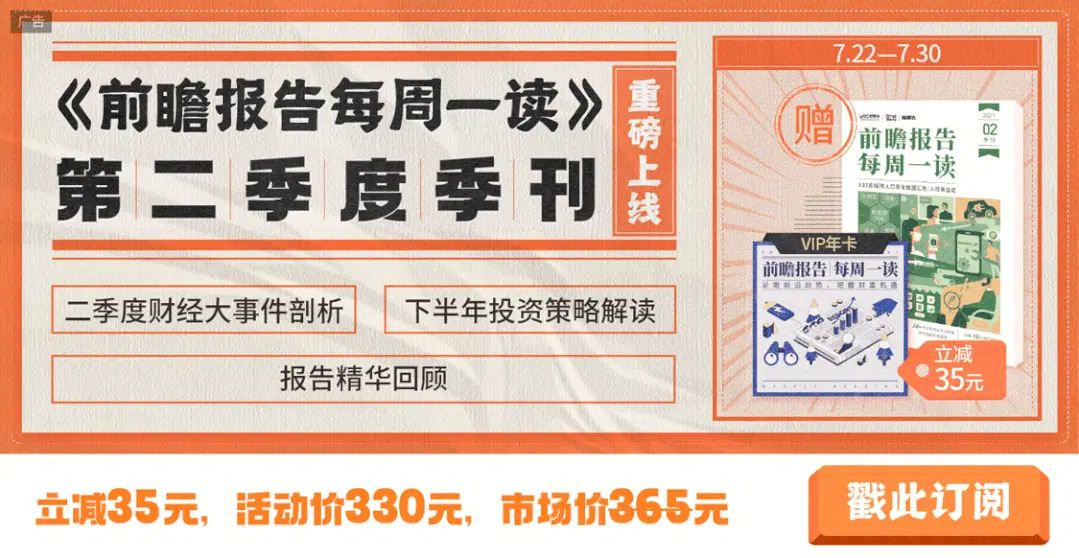 广告
《前瞻报告每周一读》
第二季度季刊
重磅上线
二季度财经大事件剖析
下半年投资策略解读
报告精华回顾
7.22—7.30
赠
2021
02
季刊
前瞻报告
每周一读
VIP年卡
前瞻报告 每周一读
立减
35元
立减35元，活动价330元，市场价365元
戳此订阅